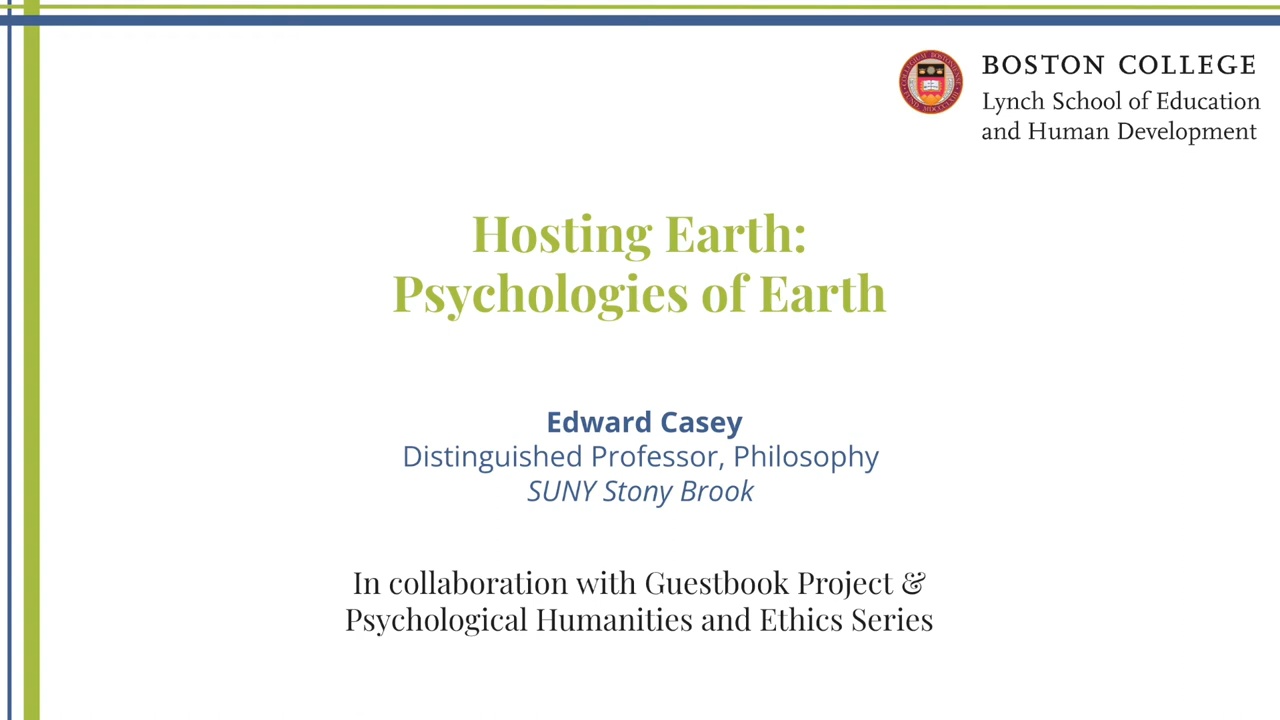 BOSTON COLLEGE
Lynch School of Education
and Human Development
Hosting Earth:
Psychologies of Earth
Edward Casey
Distinguished Professor, Philosophy
SUNY Stony Brook
In collaboration with Guestbook Project &
Psychological Humanities and Ethics Series